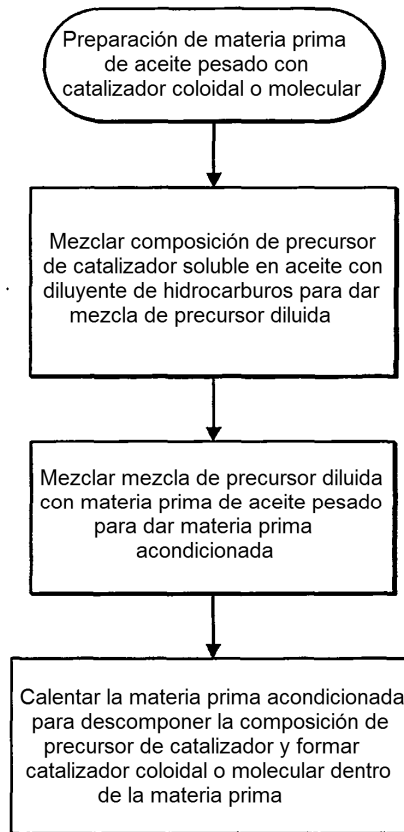 Preparación de materia prima
de aceite pesado con
catalizador coloidal o molecular
Mezclar composición de precursor
de catalizador soluble en aceite con
diluyente de hidrocarburos para dar
mezcla de precursor diluida
Mezclar mezcla de precursor diluida
con materia prima de aceite pesado
para dar materia prima
acondicionada
Calentar la materia prima acondicionada
para descomponer la composición de
precursor de catalizador y formar
catalizador coloidal o molecular dentro
de la materia prima